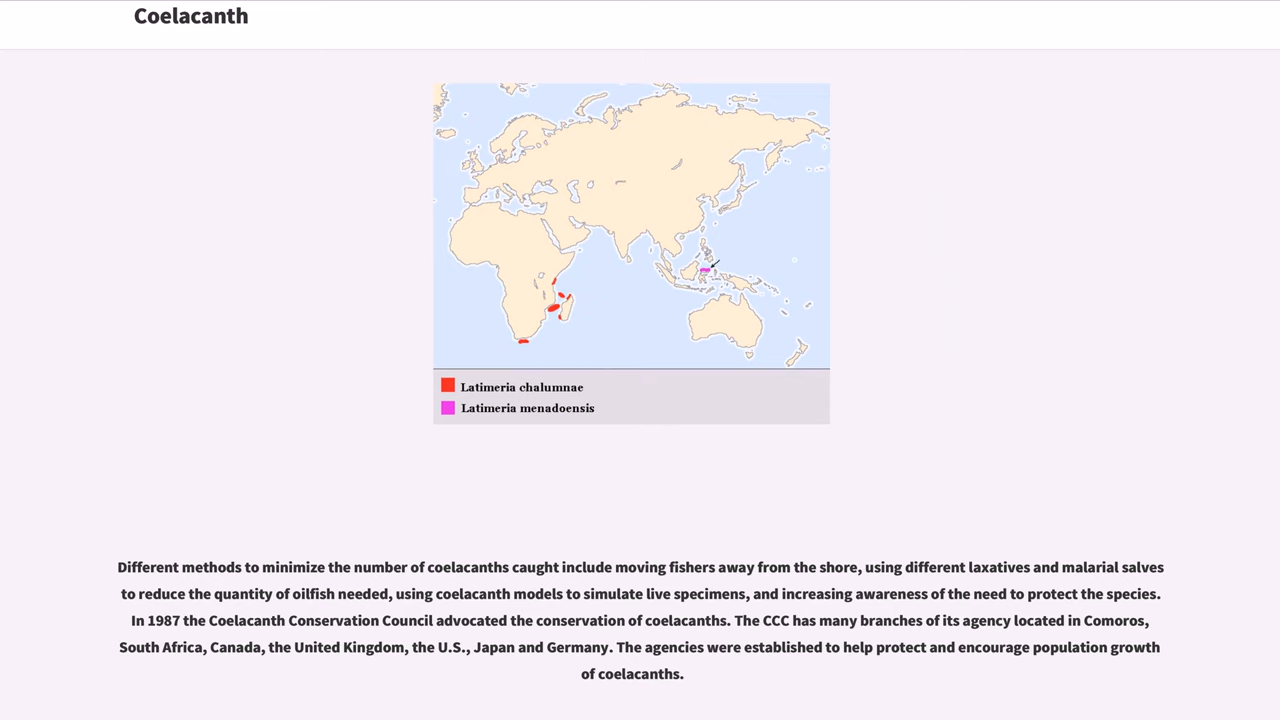 Coelacanth
Latimeria chalumnae
Latimeria menadoensis
Different methods to minimize the number of coelacanths caught include moving fishers away from the shore, using different laxatives and malarial salves
to reduce the quantity of oilfish needed, using coelacanth models to simulate live specimens, and increasing awareness of the need to protect the species.
In 1987 the Coelacanth Conservation Council advocated the conservation of coelacanths. The CCC has many branches of its agency located in Comoros,
South Africa, Canada, the United Kingdom, the U.S., Japan and Germany. The agencies were established to help protect and encourage population growth
of coelacanths.